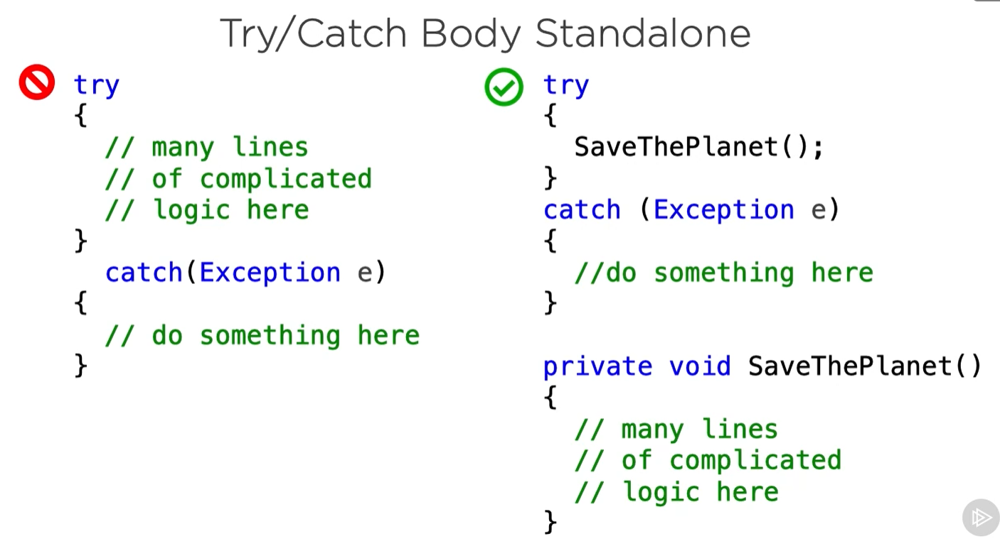 Try/Catch Body Standalone
try
{
// many lines
// of complicated
// logic here
}
catch(Exception e)
{
// do something here
}
try
{
SaveThePlanet();
}
catch (Exception e)
{
//do something here
}
private void SaveThePlanet()
{
// many lines
// of complicated
// logic here
}